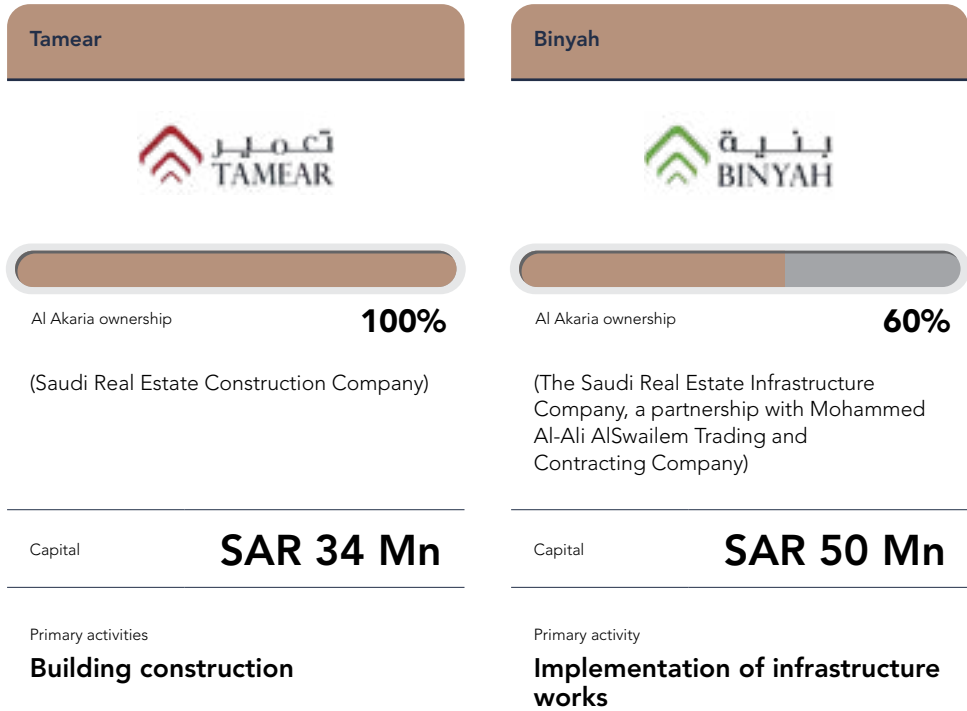 Tamear
تعمير
TAMEAR
Al Akaria ownership
100%
(Saudi Real Estate Construction Company)
Capital
SAR 34 Mn
Primary activities
Building construction
Binyah
بنية
BINYAH
Al Akaria ownership
60%
(The Saudi Real Estate Infrastructure
Company, a partnership with Mohammed
Al-Ali AlSwailem Trading and
Contracting Company)
Capital
SAR 50 Mn
Primary activity
Implementation of infrastructure
works